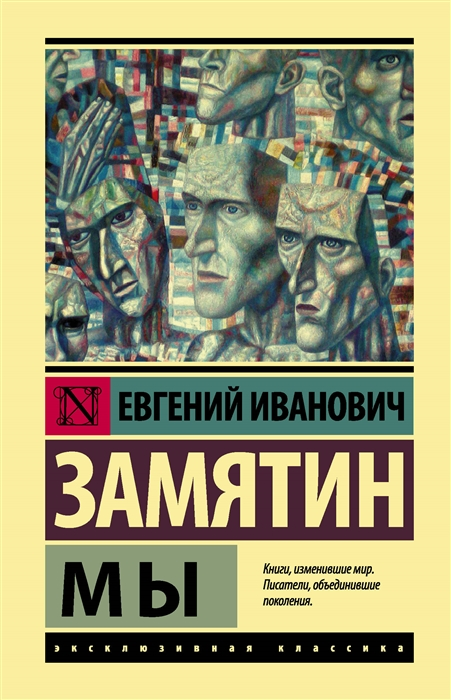 N
ЕВГЕНИЙ ИВАНОВИЧ
ЗАМЯТИН
МЫ
Книги, изменившие мир.
Писатели, объединившие
поколения.
эксклюзивная классика